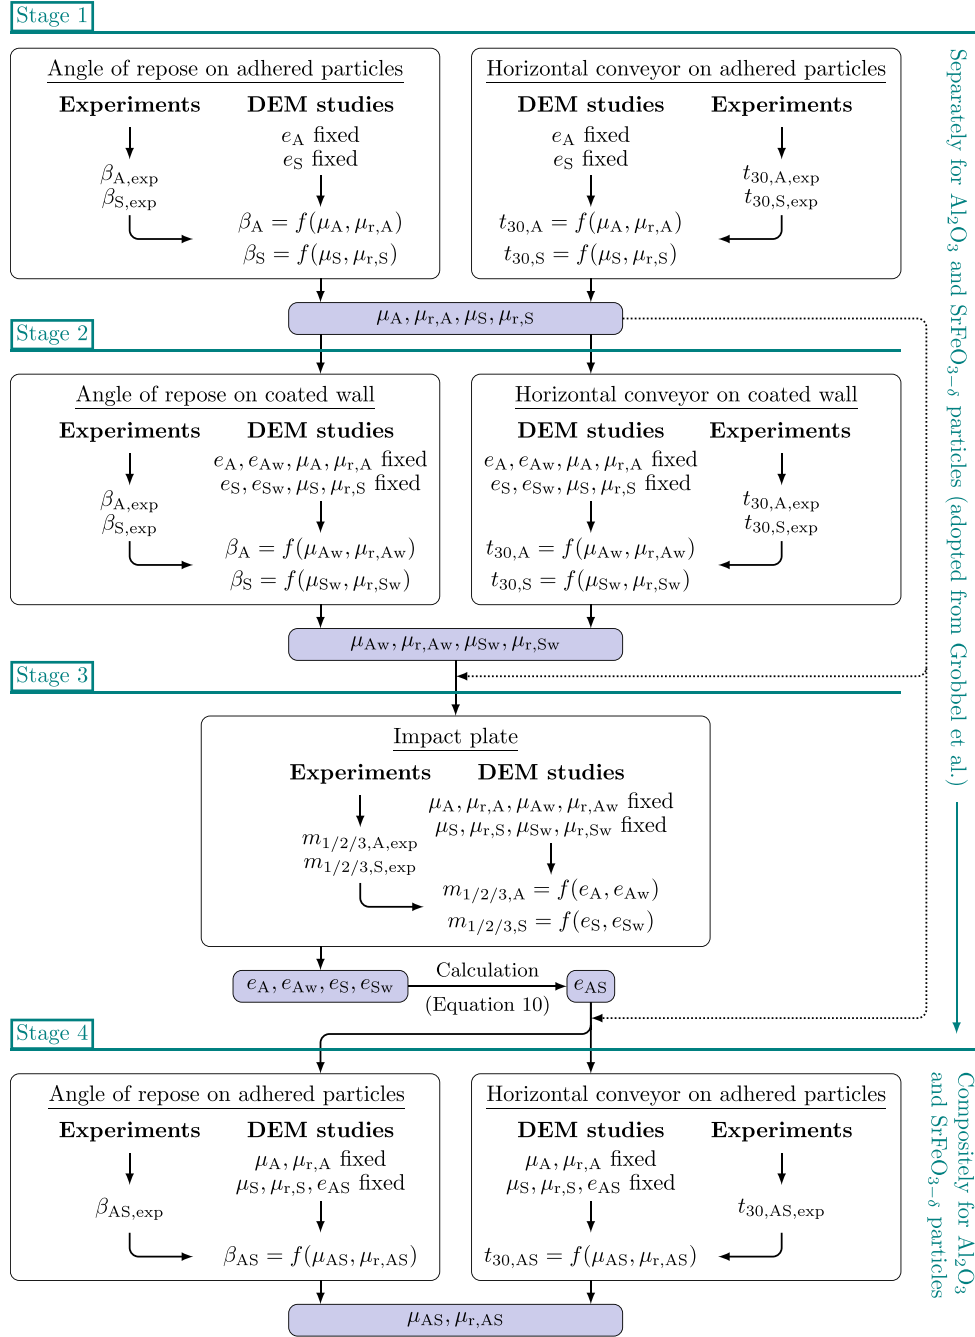 Stage 1
Angle of repose on adhered particles
Experiments
DEM studies
e_A fixed
e_S fixed
β_A,exp
β_S,exp
β_A = f(μ_A, μ_r,A)
β_S = f(μ_S, μ_r,S)
Horizontal conveyor on adhered particles
DEM studies
Experiments
e_A fixed
e_S fixed
t_30,A,exp
t_30,S,exp
t_30,A = f(μ_A, μ_r,A)
t_30,S = f(μ_S, μ_r,S)
μ_A, μ_r,A, μ_S, μ_r,S
Stage 2
Angle of repose on coated wall
Experiments
DEM studies
e_A, e_Aw, μ_A, μ_r,A fixed
e_S, e_Sw, μ_S, μ_r,S fixed
β_A,exp
β_S,exp
β_A = f(μ_Aw, μ_r,Aw)
β_S = f(μ_Sw, μ_r,Sw)
Horizontal conveyor on coated wall
DEM studies
Experiments
e_A, e_Aw, μ_A, μ_r,A fixed
e_S, e_Sw, μ_S, μ_r,S fixed
t_30,A,exp
t_30,S,exp
t_30,A = f(μ_Aw, μ_r,Aw)
t_30,S = f(μ_Sw, μ_r,Sw)
μ_Aw, μ_r,Aw, μ_Sw, μ_r,Sw
Stage 3
Impact plate
Experiments
DEM studies
μ_A, μ_r,A, μ_Aw, μ_r,Aw fixed
μ_S, μ_r,S, μ_Sw, μ_r,Sw fixed
m_1/2/3,A,exp
m_1/2/3,S,exp
m_1/2/3,A = f(e_A, e_Aw)
m_1/2/3,S = f(e_S, e_Sw)
e_A, e_Aw, e_S, e_Sw
Calculation
(Equation 10)
e_AS
Separately for Al₂O₃ and SrFeO₃₋δ particles (adopted from Grobbel et al.)
Stage 4
Angle of repose on adhered particles
Experiments
DEM studies
μ_A, μ_r,A fixed
μ_S, μ_r,S, e_AS fixed
β_AS,exp
β_AS = f(μ_AS, μ_r,AS)
Horizontal conveyor on adhered particles
DEM studies
Experiments
μ_A, μ_r,A fixed
μ_S, μ_r,S, e_AS fixed
t_30,AS,exp
t_30,AS = f(μ_AS, μ_r,AS)
μ_AS, μ_r,AS
Compositely for Al₂O₃
and SrFeO₃₋δ particles